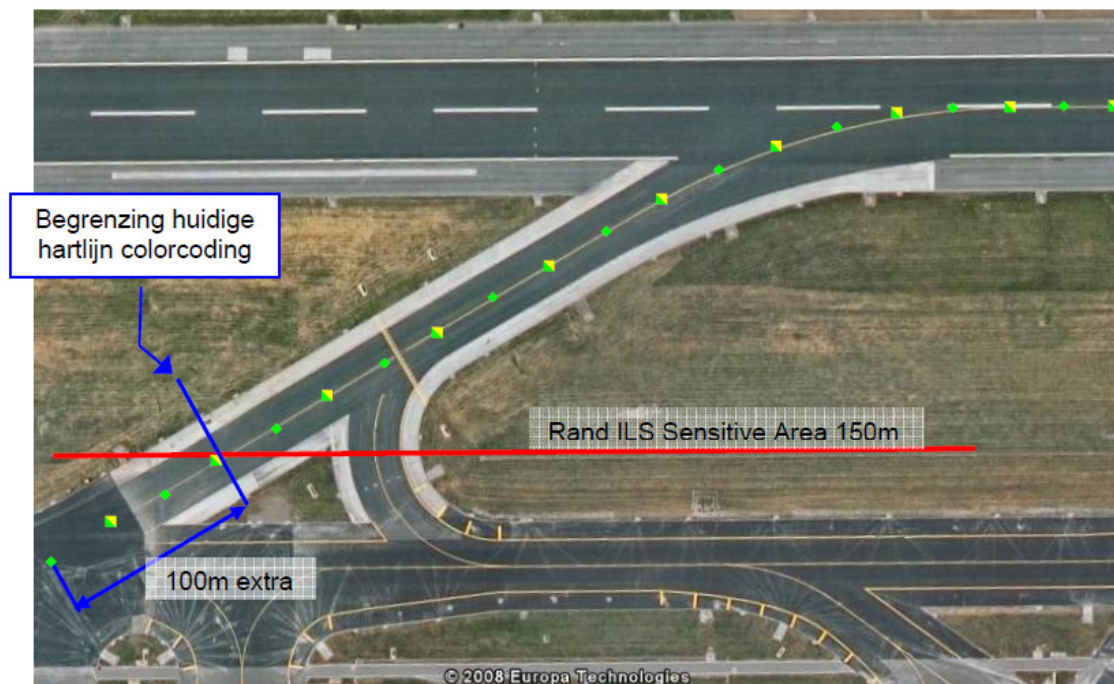 Begrenzing huidige
hartlijn colorcoding
Rand ILS Sensitive Area 150m
100m extra
© 2008 Europa Technologies